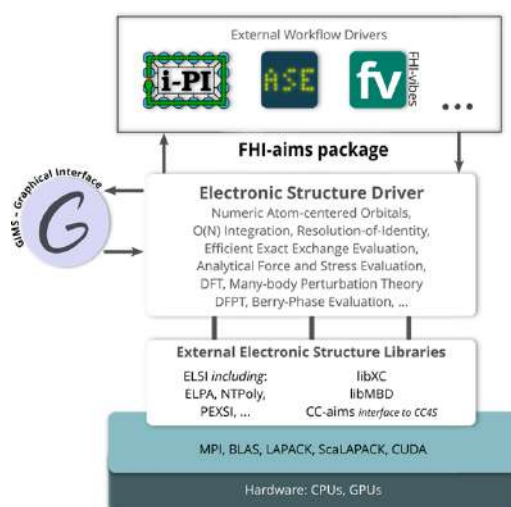 External Workflow Drivers
i-PI
ASE
fv
FHI-vibes
...
FHI-aims package
GIMS - Graphical Interface
G
Electronic Structure Driver
Numeric Atom-centered Orbitals,
O(N) Integration, Resolution-of-Identity,
Efficient Exact Exchange Evaluation,
Analytical Force and Stress Evaluation,
DFT, Many-body Perturbation Theory
DFPT, Berry-Phase Evaluation, ...
External Electronic Structure Libraries
ELSI including:
ELPA, NTPoly,
PEXSI, ...
libXC
libMBD
CC-aims interface to CC4S
MPI, BLAS, LAPACK, ScaLAPACK, CUDA
Hardware: CPUs, GPUs